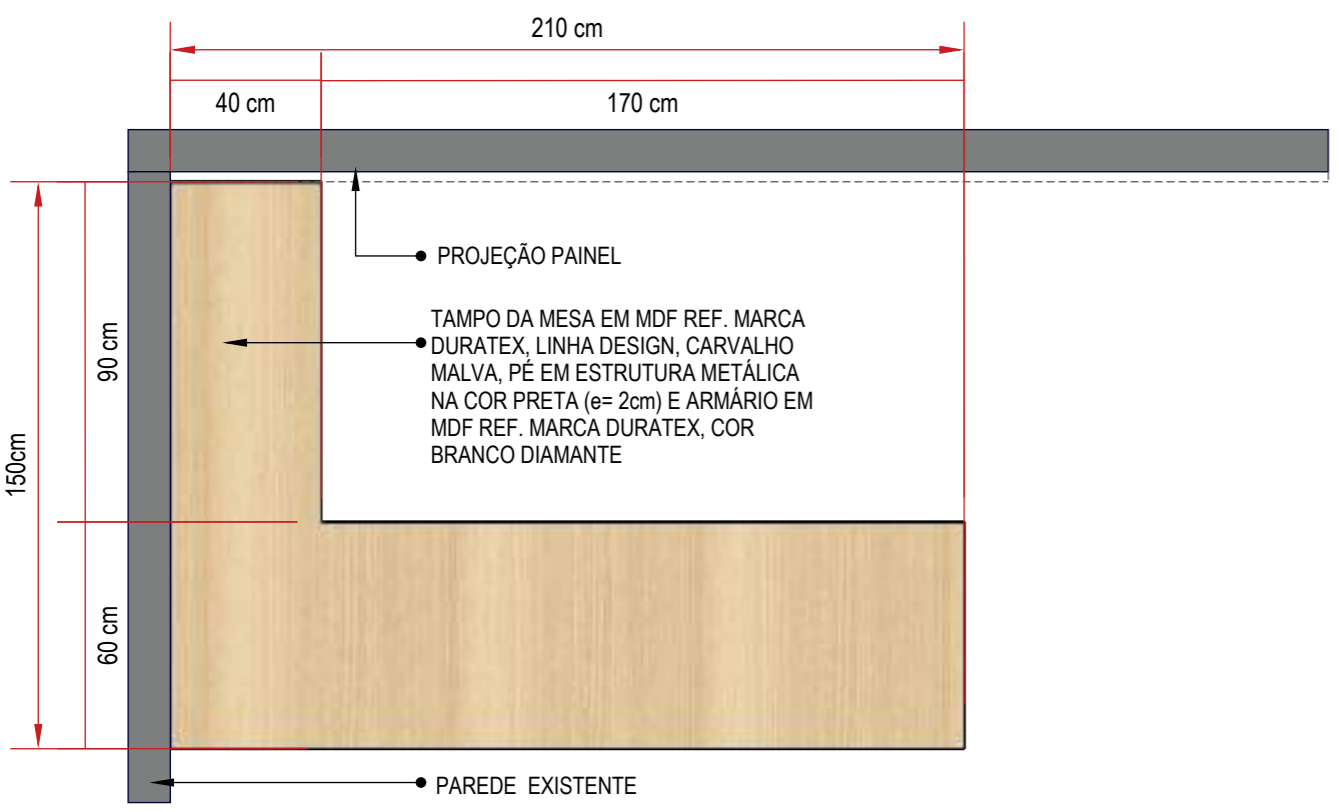 210 cm
40 cm
170 cm
PROJEÇÃO PAINEL
TAMPO DA MESA EM MDF REF. MARCA
DURATEX, LINHA DESIGN, CARVALHO
MALVA, PÉ EM ESTRUTURA METÁLICA
NA COR PRETA (e= 2cm) E ARMÁRIO EM
MDF REF. MARCA DURATEX, COR
BRANCO DIAMANTE
90 cm
150cm
60 cm
PAREDE EXISTENTE